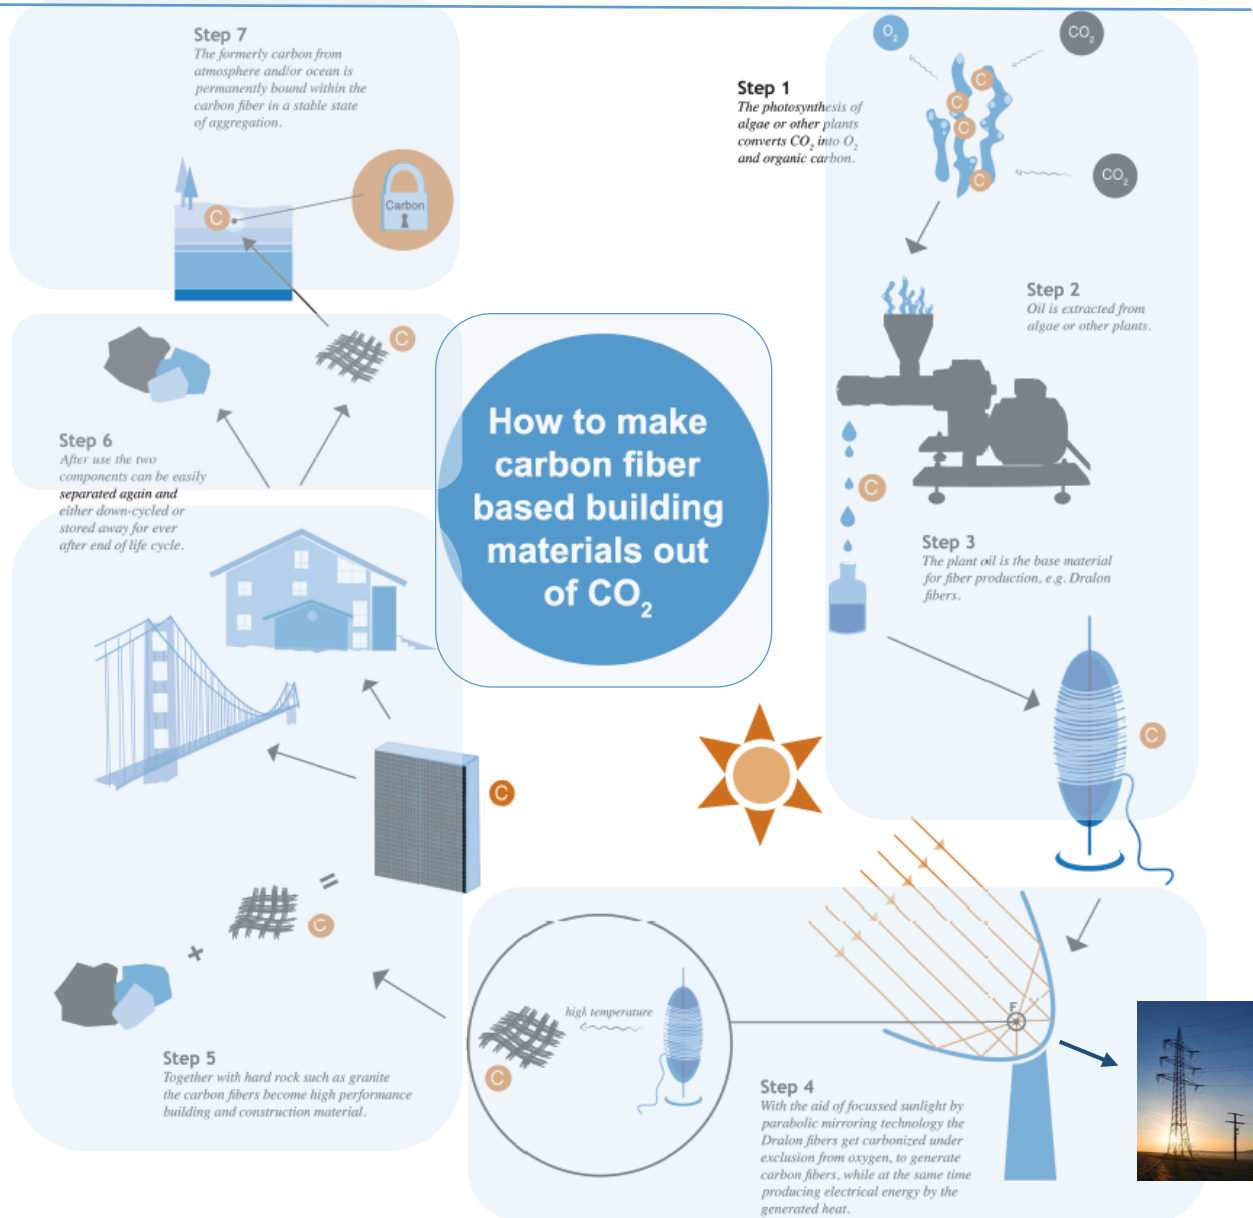 How to make
carbon fiber
based building
materials out
of CO₂
Step 1
The photosynthesis of
algae or other plants
converts CO₂ into O₂
and organic carbon.
O₂
CO₂
C
C
C
C
CO₂
Step 2
Oil is extracted from
algae or other plants.
C
Step 3
The plant oil is the base material
for fiber production, e.g. Dralon
fibers.
C
F
Step 4
With the aid of focussed sunlight by
parabolic mirroring technology the
Dralon fibers get carbonized under
exclusion from oxygen, to generate
carbon fibers, while at the same time
producing electrical energy by the
generated heat.
high temperature
C
Step 5
Together with hard rock such as granite
the carbon fibers become high performance
building and construction material.
+
C
=
C
Step 6
After use the two
components can be easily
separated again and
either down-cycled or
stored away for ever
after end of life cycle.
C
Step 7
The formerly carbon from
atmosphere and/or ocean is
permanently bound within the
carbon fiber in a stable state
of aggregation.
C
Carbon